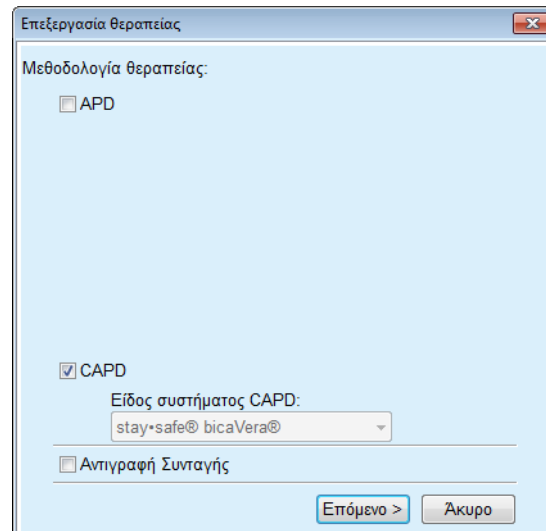 Επεξεργασία θεραπείας
Μεθοδολογία θεραπείας:
APD
CAPD
Είδος συστήματος CAPD:
stay•safe® bicaVera®
Αντιγραφή Συνταγής
Επόμενο > Άκυρο